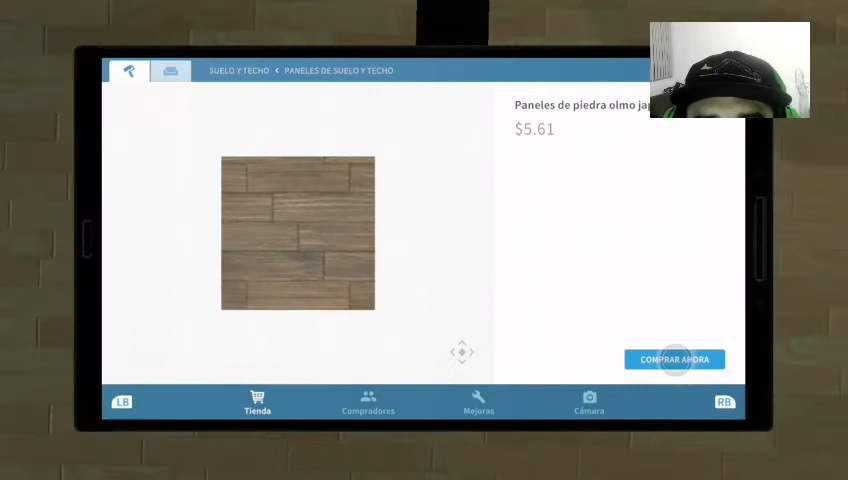 SUELO Y TECHO < PANELES DE SUELO Y TECHO
Paneles de piedra olmo
$5.61
COMPRAR AHORA
LB
Tienda
Compradores
Mejoras
Cámara
RB